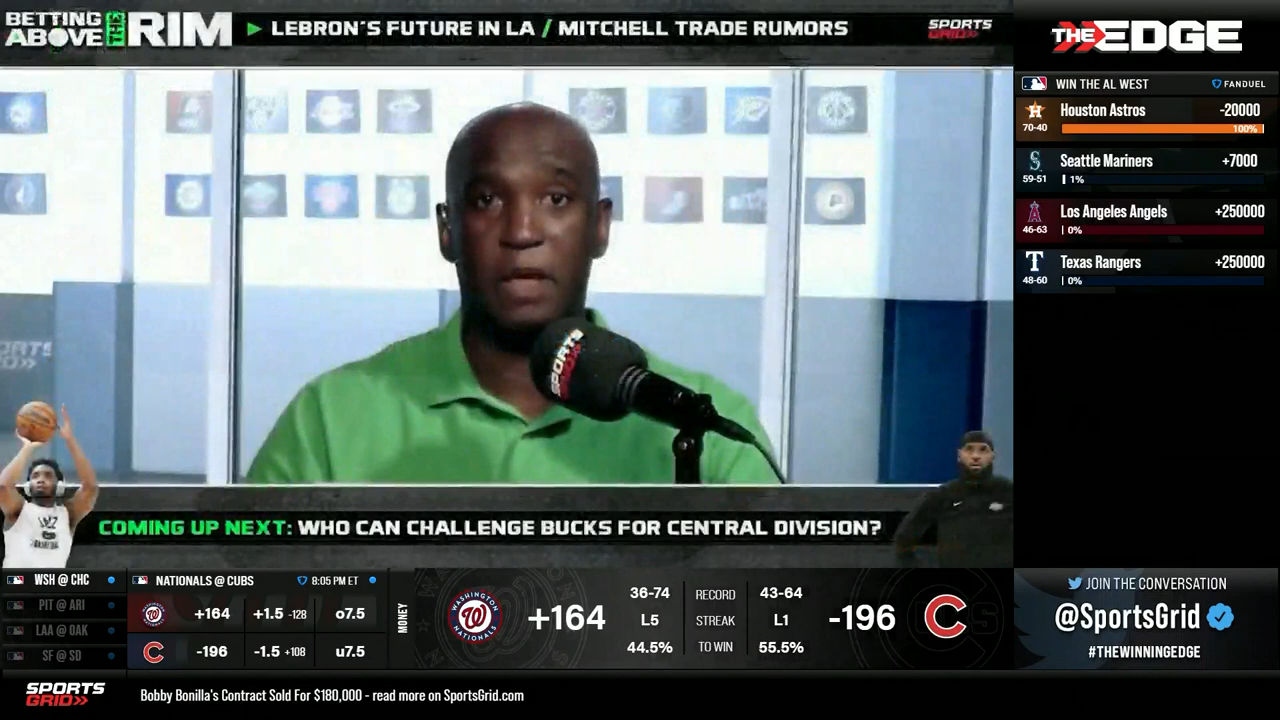 BETTING ABOVE THE RIM
LEBRON'S FUTURE IN LA / MITCHELL TRADE RUMORS
SPORTS GRID
THE EDGE
WIN THE AL WEST
FANDUEL
Houston Astros -20000
70-40 100%
Seattle Mariners +7000
59-51 1%
Los Angeles Angels +250000
46-63 0%
Texas Rangers +250000
48-60 0%
SPORTS GRID
COMING UP NEXT: WHO CAN CHALLENGE BUCKS FOR CENTRAL DIVISION?
WSH @ CHC
PIT @ ARI
LAA @ OAK
SF @ SD
NATIONALS @ CUBS 8:05 PM ET
+164 +1.5 -128 o7.5
-196 -1.5 +108 u7.5
MONEY
WASHINGTON NATIONALS
+164
36-74 RECORD 43-64
L5 STREAK L1
44.5% TO WIN 55.5%
-196
JOIN THE CONVERSATION
@SportsGrid
#THEWINNINGEDGE
SPORTS GRID
Bobby Bonilla's Contract Sold For $180,000 - read more on SportsGrid.com